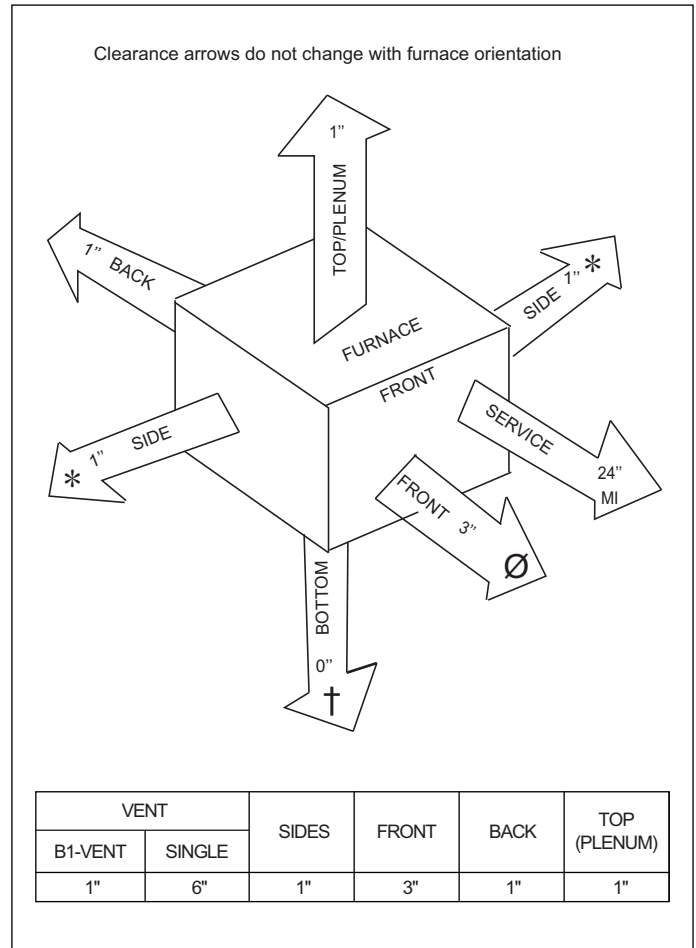 Clearance arrows do not change with furnace orientation
1’’
TOP/PLENUM
1’’ BACK
SIDE 1’’ *
FURNACE
FRONT
* 1’’ SIDE
SERVICE
24’’
MI
FRONT 3’’
Ø
BOTTOM
0’’
†
VENT
SIDES
FRONT
BACK
TOP
(PLENUM)
B1-VENT
SINGLE
1"
6"
1"
3"
1"
1"